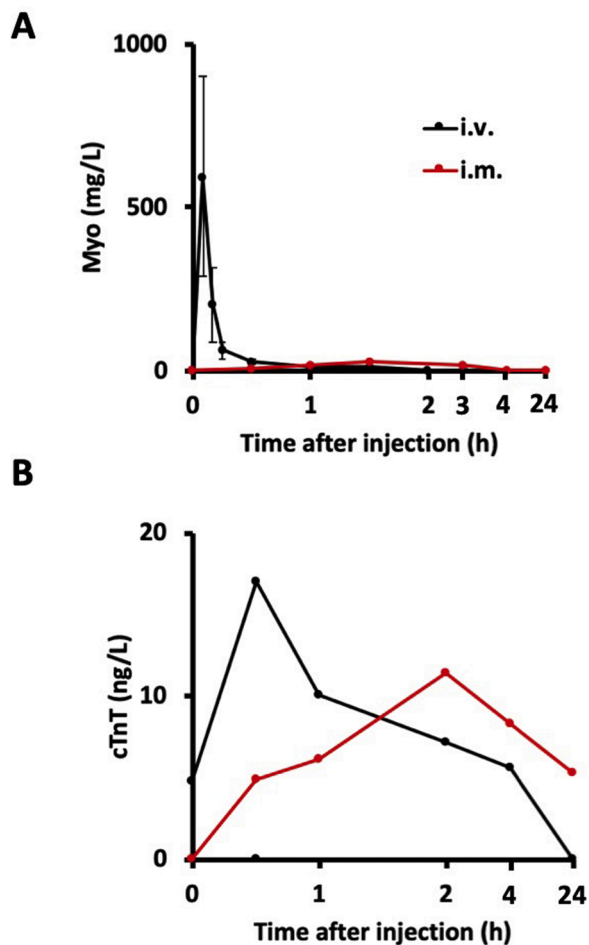 A
1000
500
0
Myo (mg/L)
i.v.
i.m.
0 1 2 3 4 24
Time after injection (h)
B
20
10
0
cTnT (ng/L)
0 1 2 4 24
Time after injection (h)